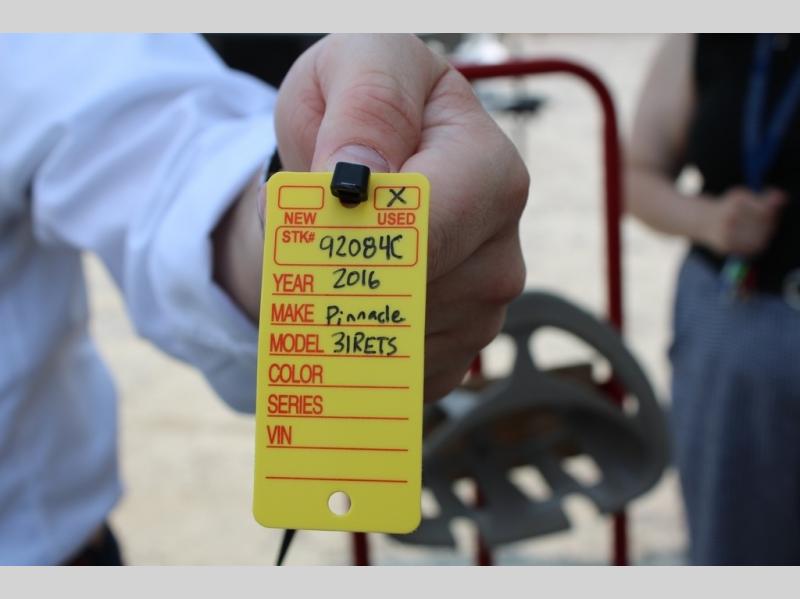 X
NEW USED
STK# 92084C
YEAR 2016
MAKE Pinnacle
MODEL 31RETS
COLOR
SERIES
VIN